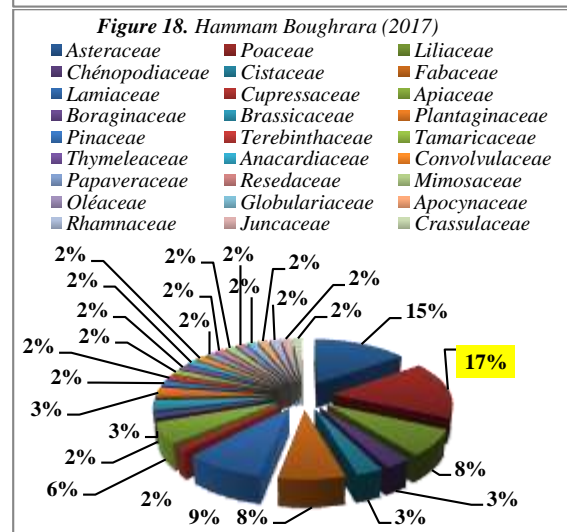 Figure 18. Hammam Boughrara (2017)
Asteraceae Poaceae Liliaceae
Chénopodiaceae Cistaceae Fabaceae
Lamiaceae Cupressaceae Apiaceae
Boraginaceae Brassicaceae Plantaginaceae
Pinaceae Terebinthaceae Tamaricaceae
Thymeleaceae Anacardiaceae Convolvulaceae
Papaveraceae Resedaceae Mimosaceae
Oléaceae Globulariaceae Apocynaceae
Rhamnaceae Juncaceae Crassulaceae
2% 2% 2%
2% 2% 2%
2% 2% 2%
2% 2% 2% 15%
2% 17%
2%
3%
3% 8%
2% 3%
6% 2% 9% 8% 3%